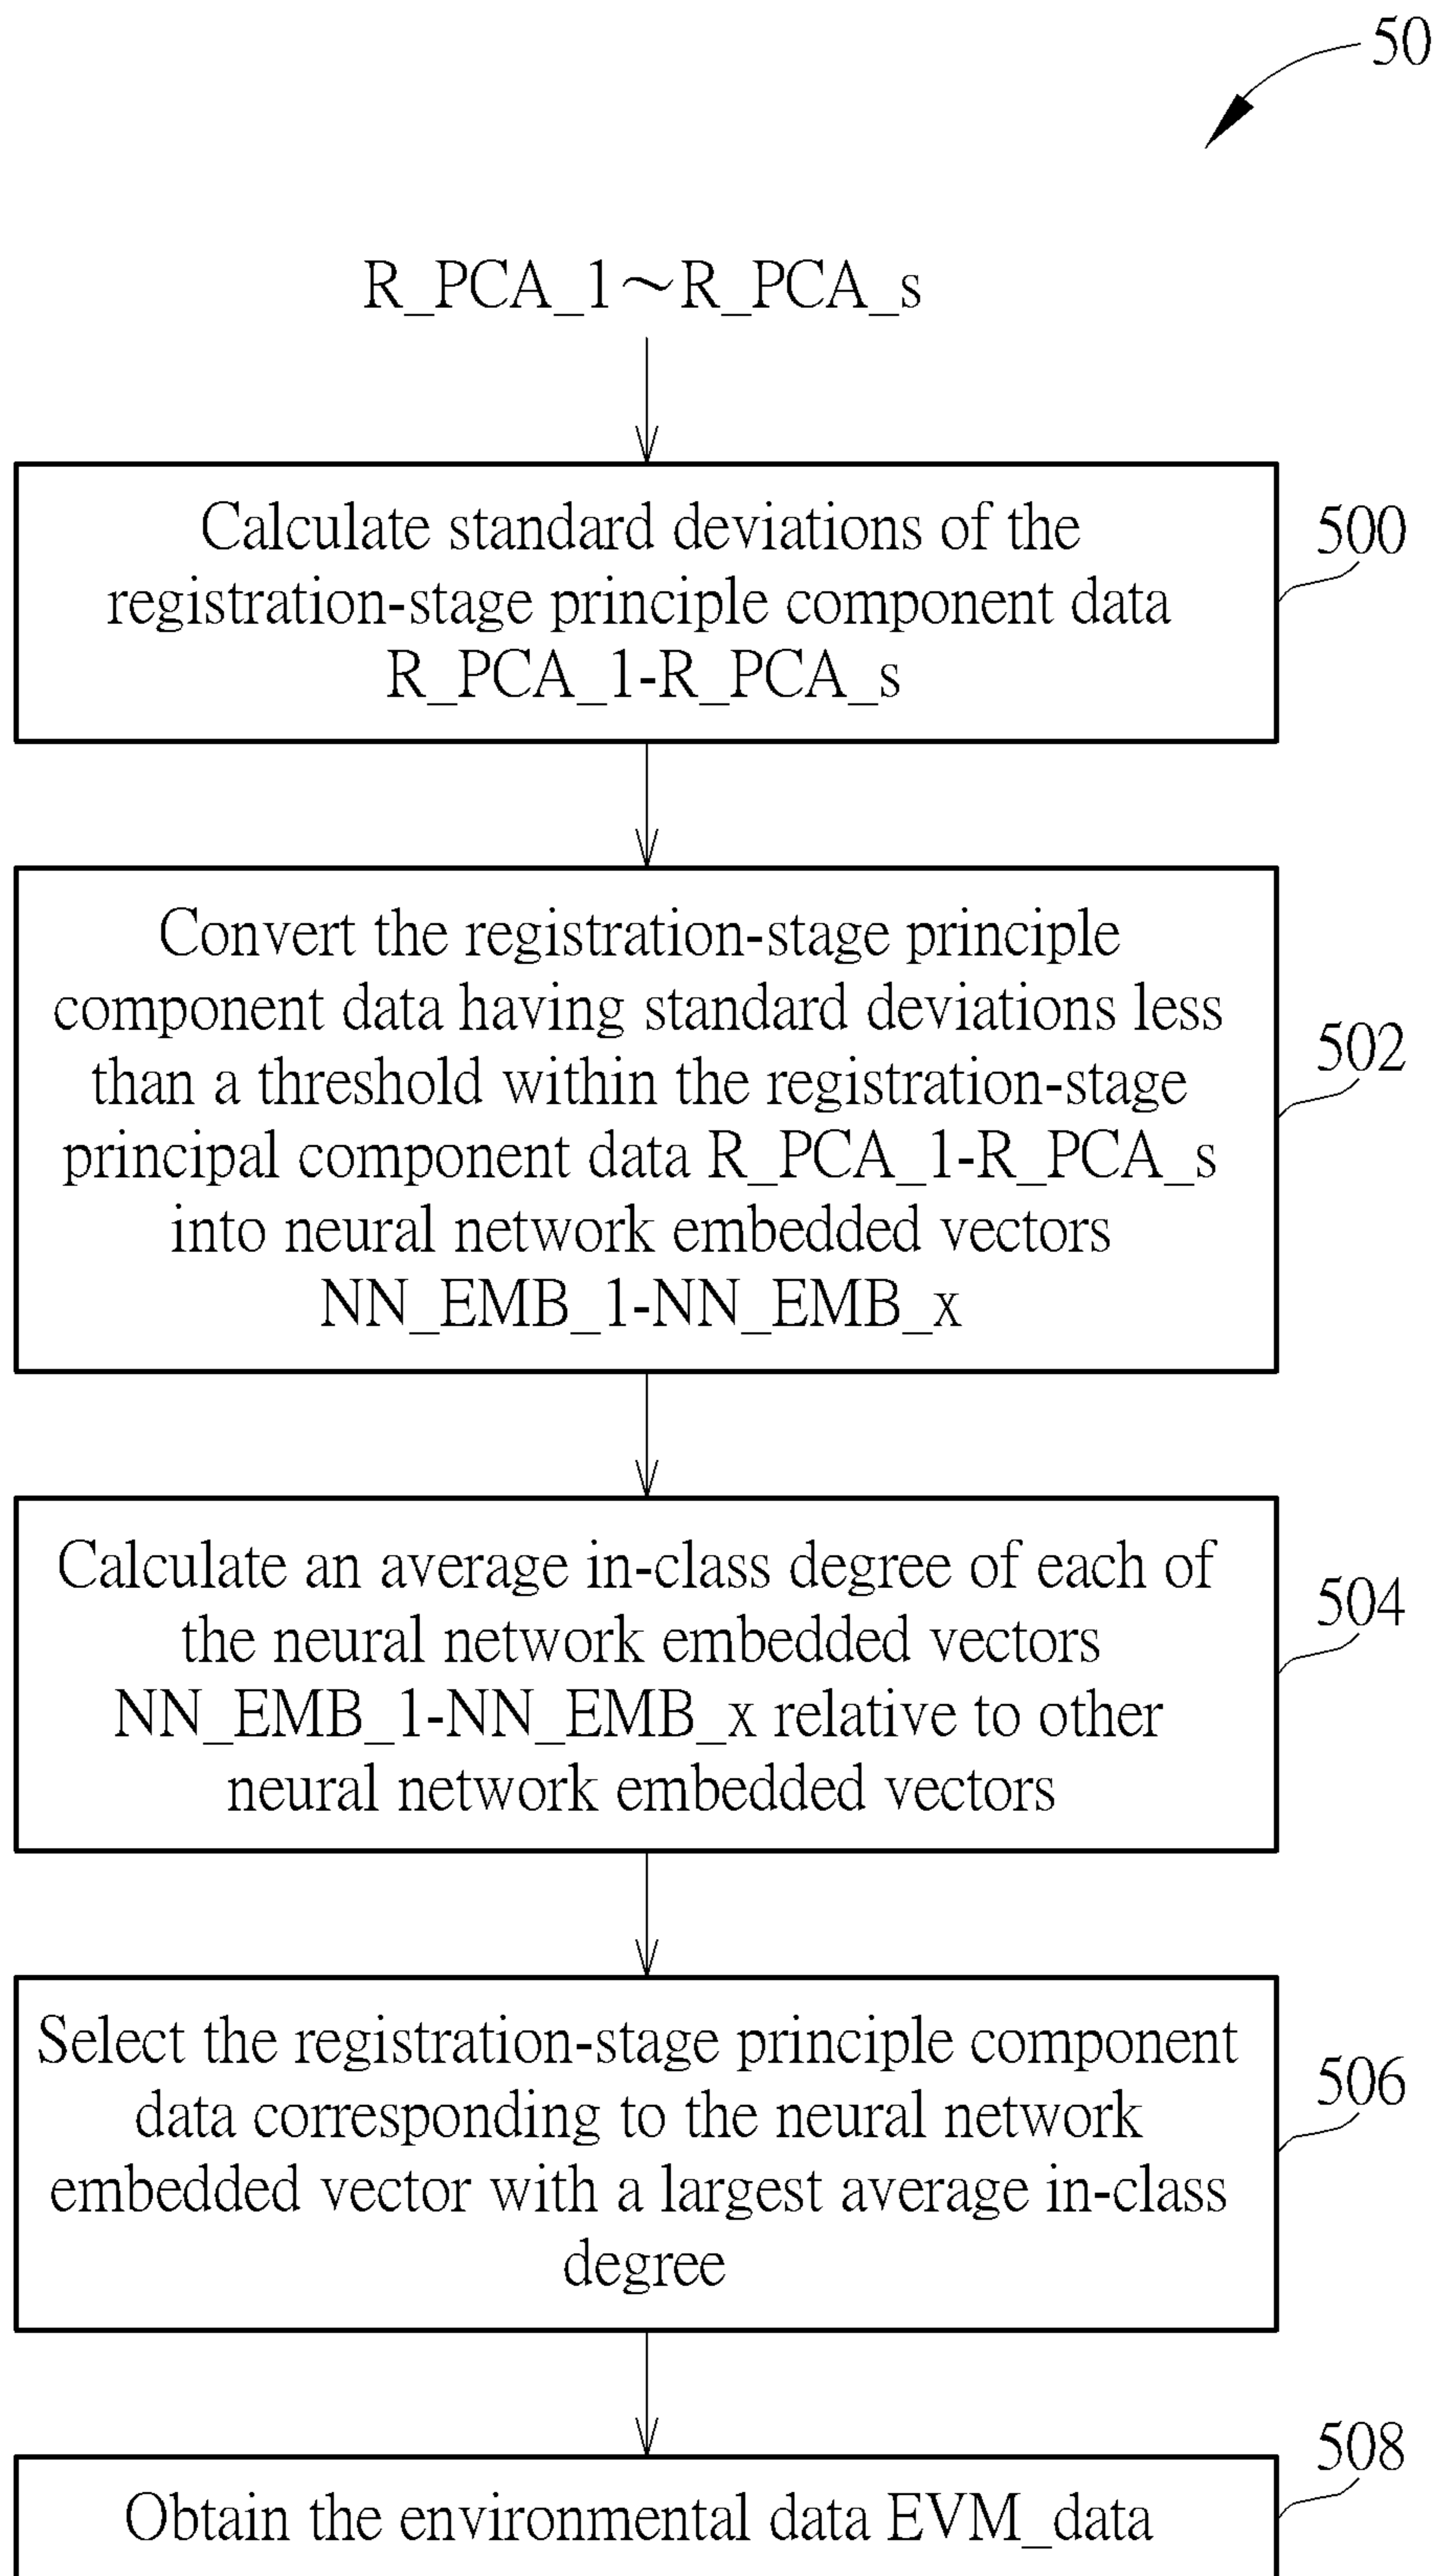 50
R_PCA_1~R_PCA_s
Calculate standard deviations of the
registration-stage principle component data
R_PCA_1-R_PCA_s
500
Convert the registration-stage principle
component data having standard deviations less
than a threshold within the registration-stage
principal component data R_PCA_1-R_PCA_s
into neural network embedded vectors
NN_EMB_1-NN_EMB_x
502
Calculate an average in-class degree of each of
the neural network embedded vectors
NN_EMB_1-NN_EMB_x relative to other
neural network embedded vectors
504
Select the registration-stage principle component
data corresponding to the neural network
embedded vector with a largest average in-class
degree
506
Obtain the environmental data EVM_data
508